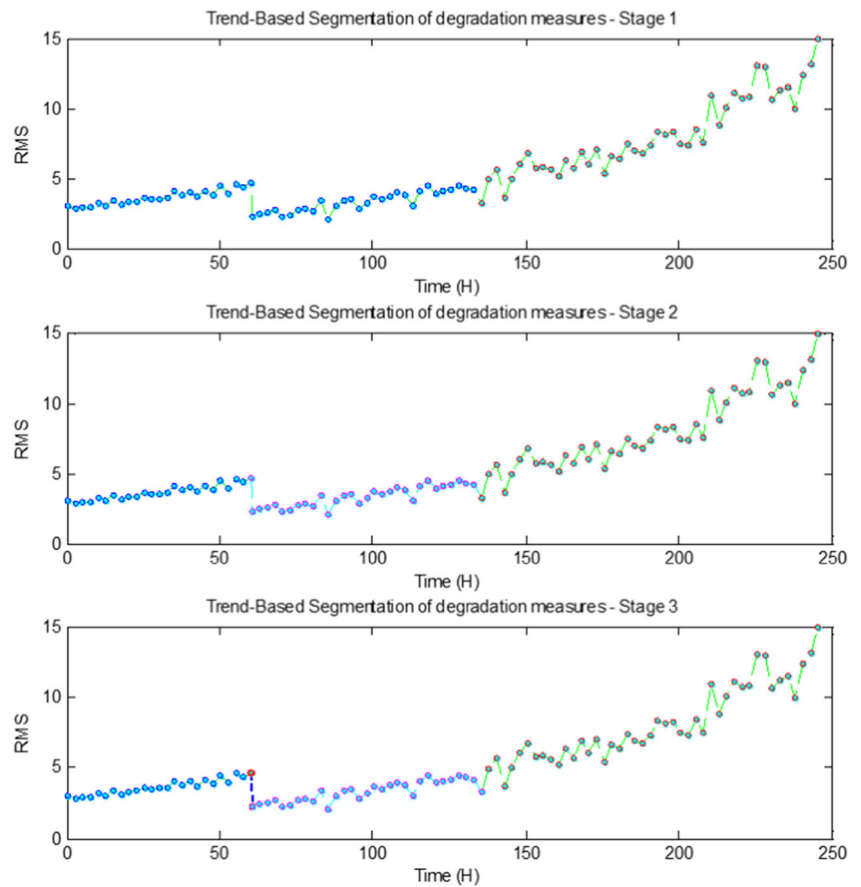 Trend-Based Segmentation of degradation measures - Stage 1
15
10
5
0
RMS
0 50 100 150 200 250
Time (H)
Trend-Based Segmentation of degradation measures - Stage 2
15
10
5
0
RMS
0 50 100 150 200 250
Time (H)
Trend-Based Segmentation of degradation measures - Stage 3
15
10
5
0
RMS
0 50 100 150 200 250
Time (H)